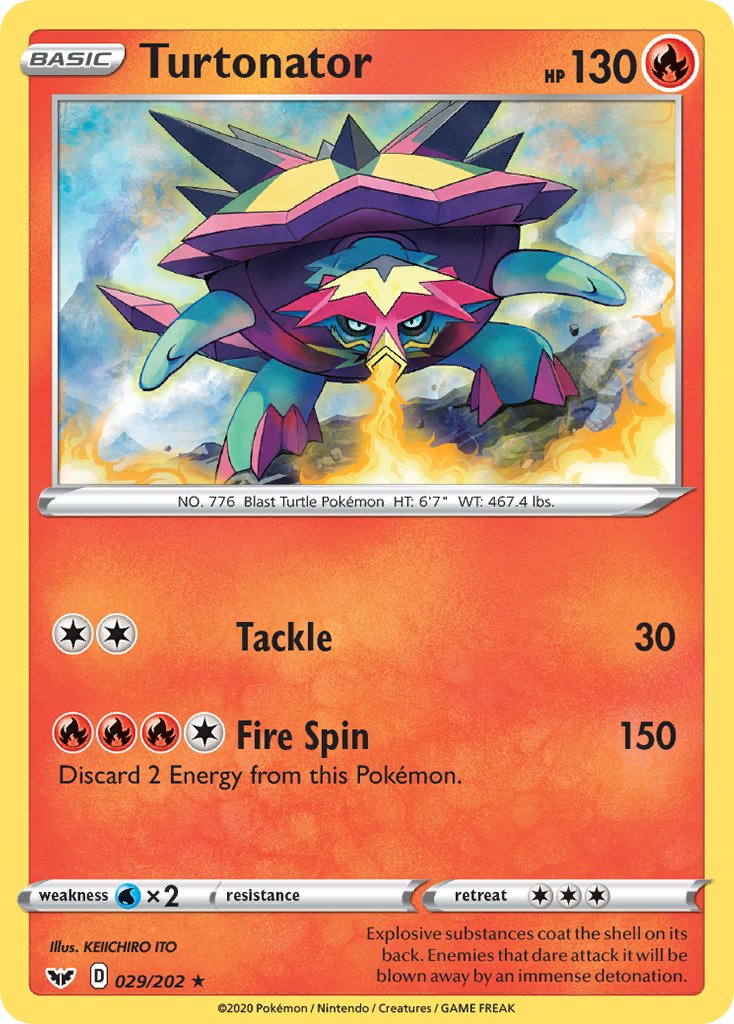 BASIC Turtonator HP 130
NO. 776 Blast Turtle Pokémon HT: 6'7" WT: 467.4 lbs.
Tackle 30
Fire Spin 150
Discard 2 Energy from this Pokémon.
weakness ×2 resistance retreat
Illus. KEIICHIRO ITO
Explosive substances coat the shell on its
back. Enemies that dare attack it will be
blown away by an immense detonation.
D 029/202 ★
©2020 Pokémon / Nintendo / Creatures / GAME FREAK